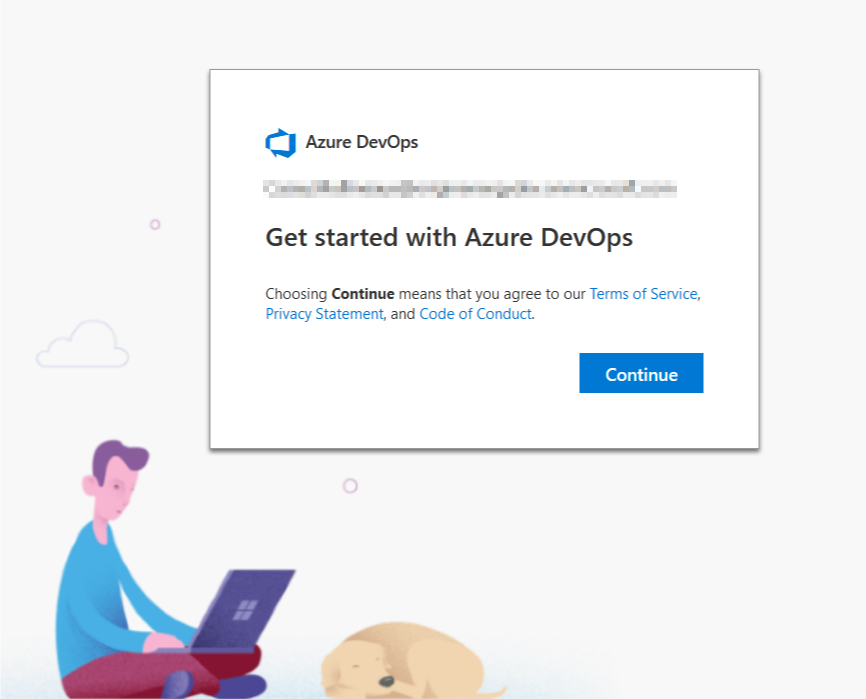 Azure DevOps
Get started with Azure DevOps
Choosing Continue means that you agree to our Terms of Service,
Privacy Statement, and Code of Conduct.
Continue